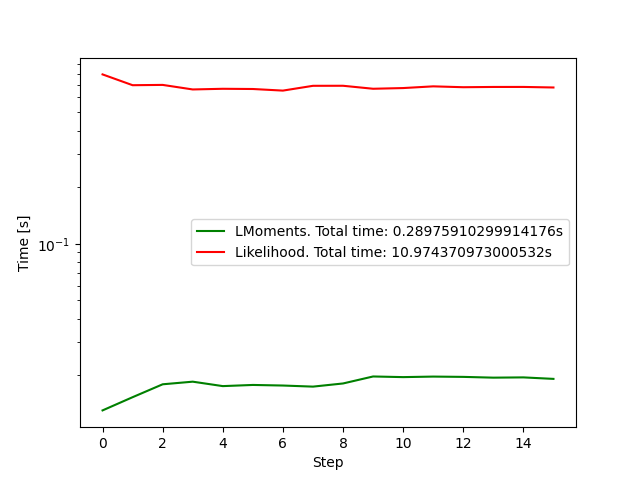 Time [s]
10⁻¹
LMoments. Total time: 0.28975910299914176s
Likelihood. Total time: 10.974370973000532s
0 2 4 6 8 10 12 14
Step